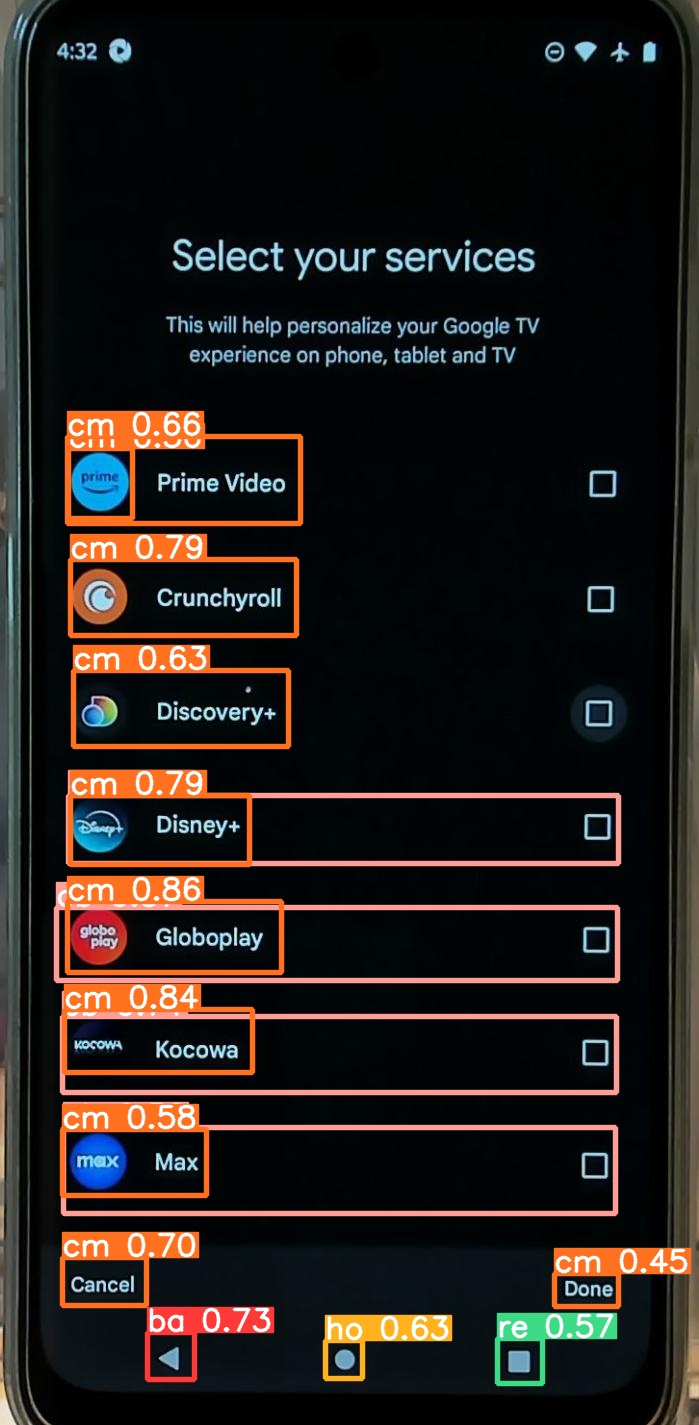 4:32
Select your services
This will help personalize your Google TV
experience on phone, tablet and TV
cm 0.66
prime
Prime Video
cm 0.79
Crunchyroll
cm 0.63
Discovery+
cm 0.79
Disney+
Disney+
cm 0.86
globo
play
Globoplay
cm 0.84
KOCOWA
Kocowa
cm 0.58
max
Max
cm 0.70
cm 0.45
Cancel
Done
ba 0.73
ho 0.63
re 0.57